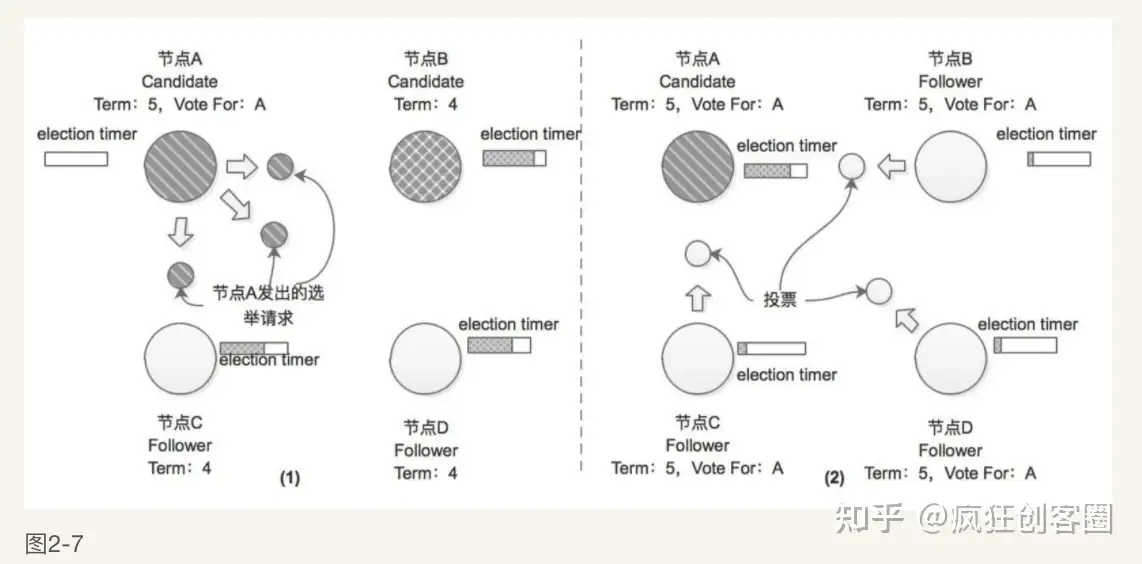 节点A
Candidate
Term：5，Vote For：A
election timer
节点B
Candidate
Term：4
election timer
节点A发出的选
举请求
election timer
节点C
Follower
Term：4
election timer
节点D
Follower
Term：4
(1)
节点A
Candidate
Term：5，Vote For：A
election timer
节点B
Follower
Term：5，Vote For：A
election timer
投票
election timer
节点C
Follower
Term：5，Vote For：A
election timer
节点D
Follower
Term：5，Vote For：A
(2)
知乎 @疯狂创客圈
图2-7